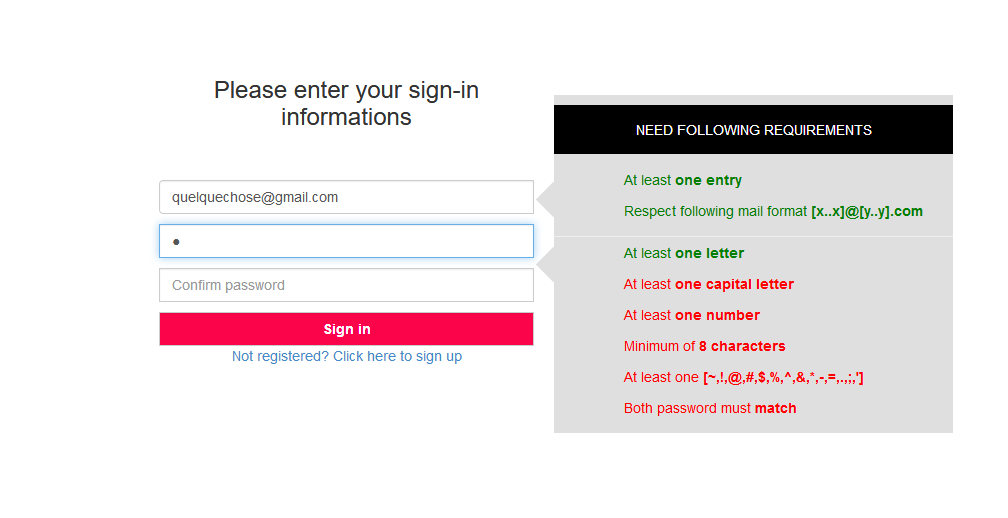 Please enter your sign-in
informations
quelquechose@gmail.com
●
Confirm password
Sign in
Not registered? Click here to sign up
NEED FOLLOWING REQUIREMENTS
At least one entry
Respect following mail format [x..x]@[y..y].com
At least one letter
At least one capital letter
At least one number
Minimum of 8 characters
At least one [~,!,@,#,$,%,^,&,*,-,=,.,;,']
Both password must match